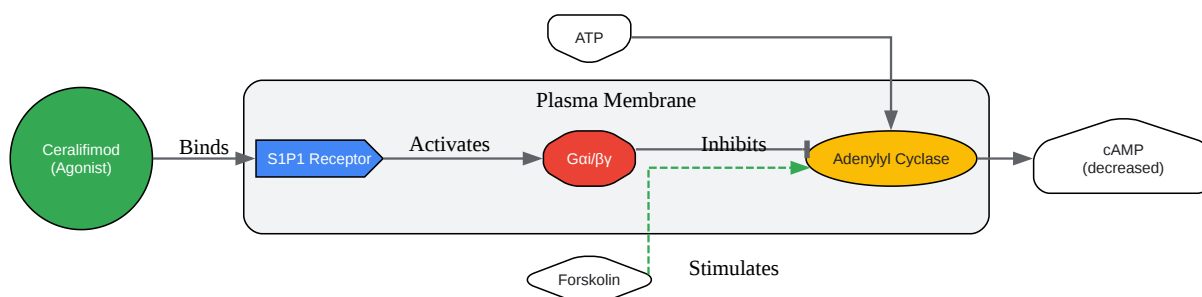 ATP
Plasma Membrane
Ceralifimod
(Agonist)
Binds
S1P1 Receptor
Activates
Gαi/βγ
Inhibits
Adenylyl Cyclase
cAMP
(decreased)
Forskolin
Stimulates